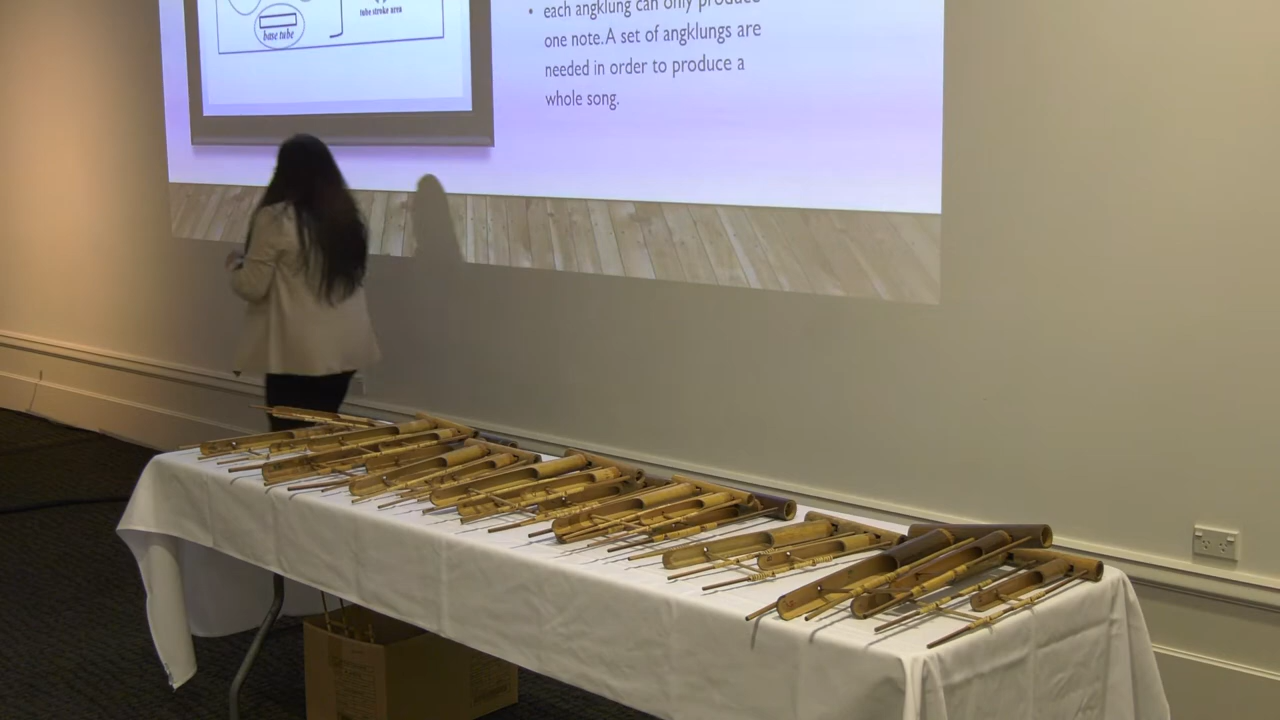 tube stroke area
base tube
• each angklung can only produce
one note. A set of angklungs are
needed in order to produce a
whole song.